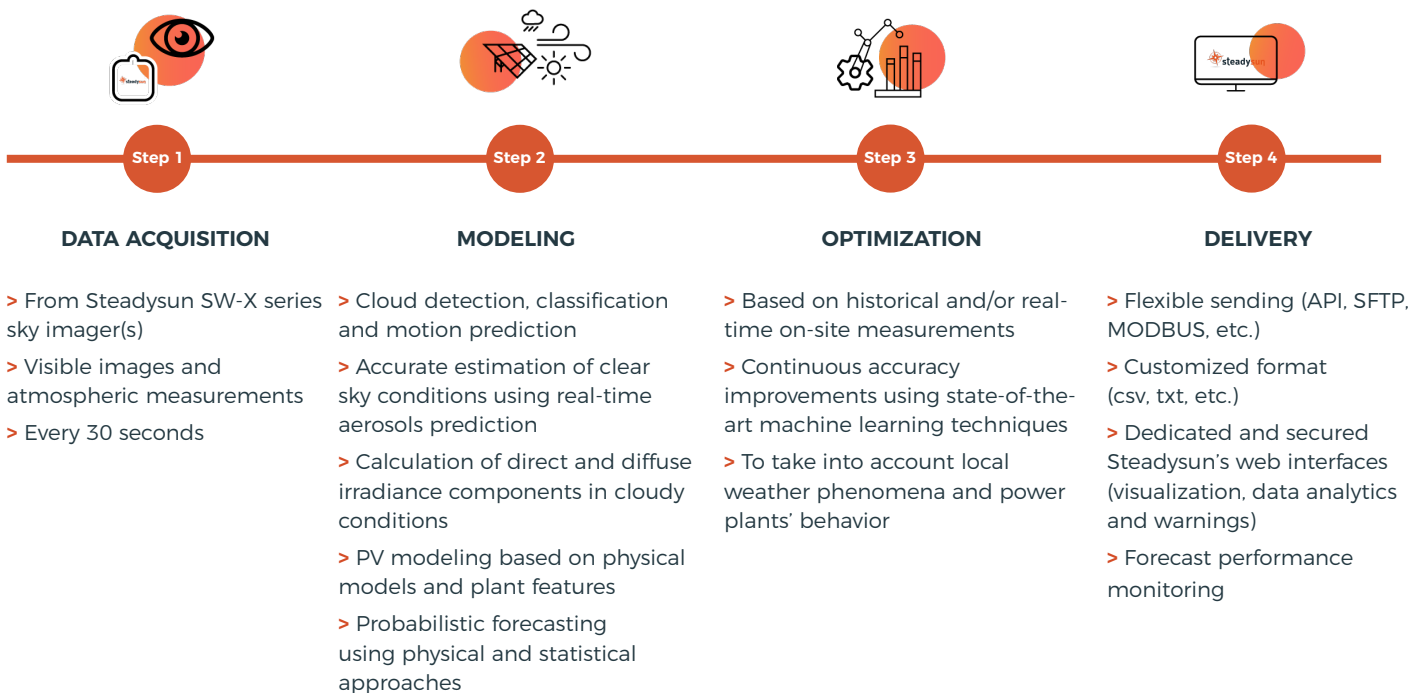 steadysun
steadysun
Step 1
Step 2
Step 3
Step 4
DATA ACQUISITION
> From Steadysun SW-X series
sky imager(s)
> Visible images and
atmospheric measurements
> Every 30 seconds
MODELING
> Cloud detection, classification
and motion prediction
> Accurate estimation of clear
sky conditions using real-time
aerosols prediction
> Calculation of direct and diffuse
irradiance components in cloudy
conditions
> PV modeling based on physical
models and plant features
> Probabilistic forecasting
using physical and statistical
approaches
OPTIMIZATION
> Based on historical and/or real-
time on-site measurements
> Continuous accuracy
improvements using state-of-the-
art machine learning techniques
> To take into account local
weather phenomena and power
plants’ behavior
DELIVERY
> Flexible sending (API, SFTP,
MODBUS, etc.)
> Customized format
(csv, txt, etc.)
> Dedicated and secured
Steadysun’s web interfaces
(visualization, data analytics
and warnings)
> Forecast performance
monitoring